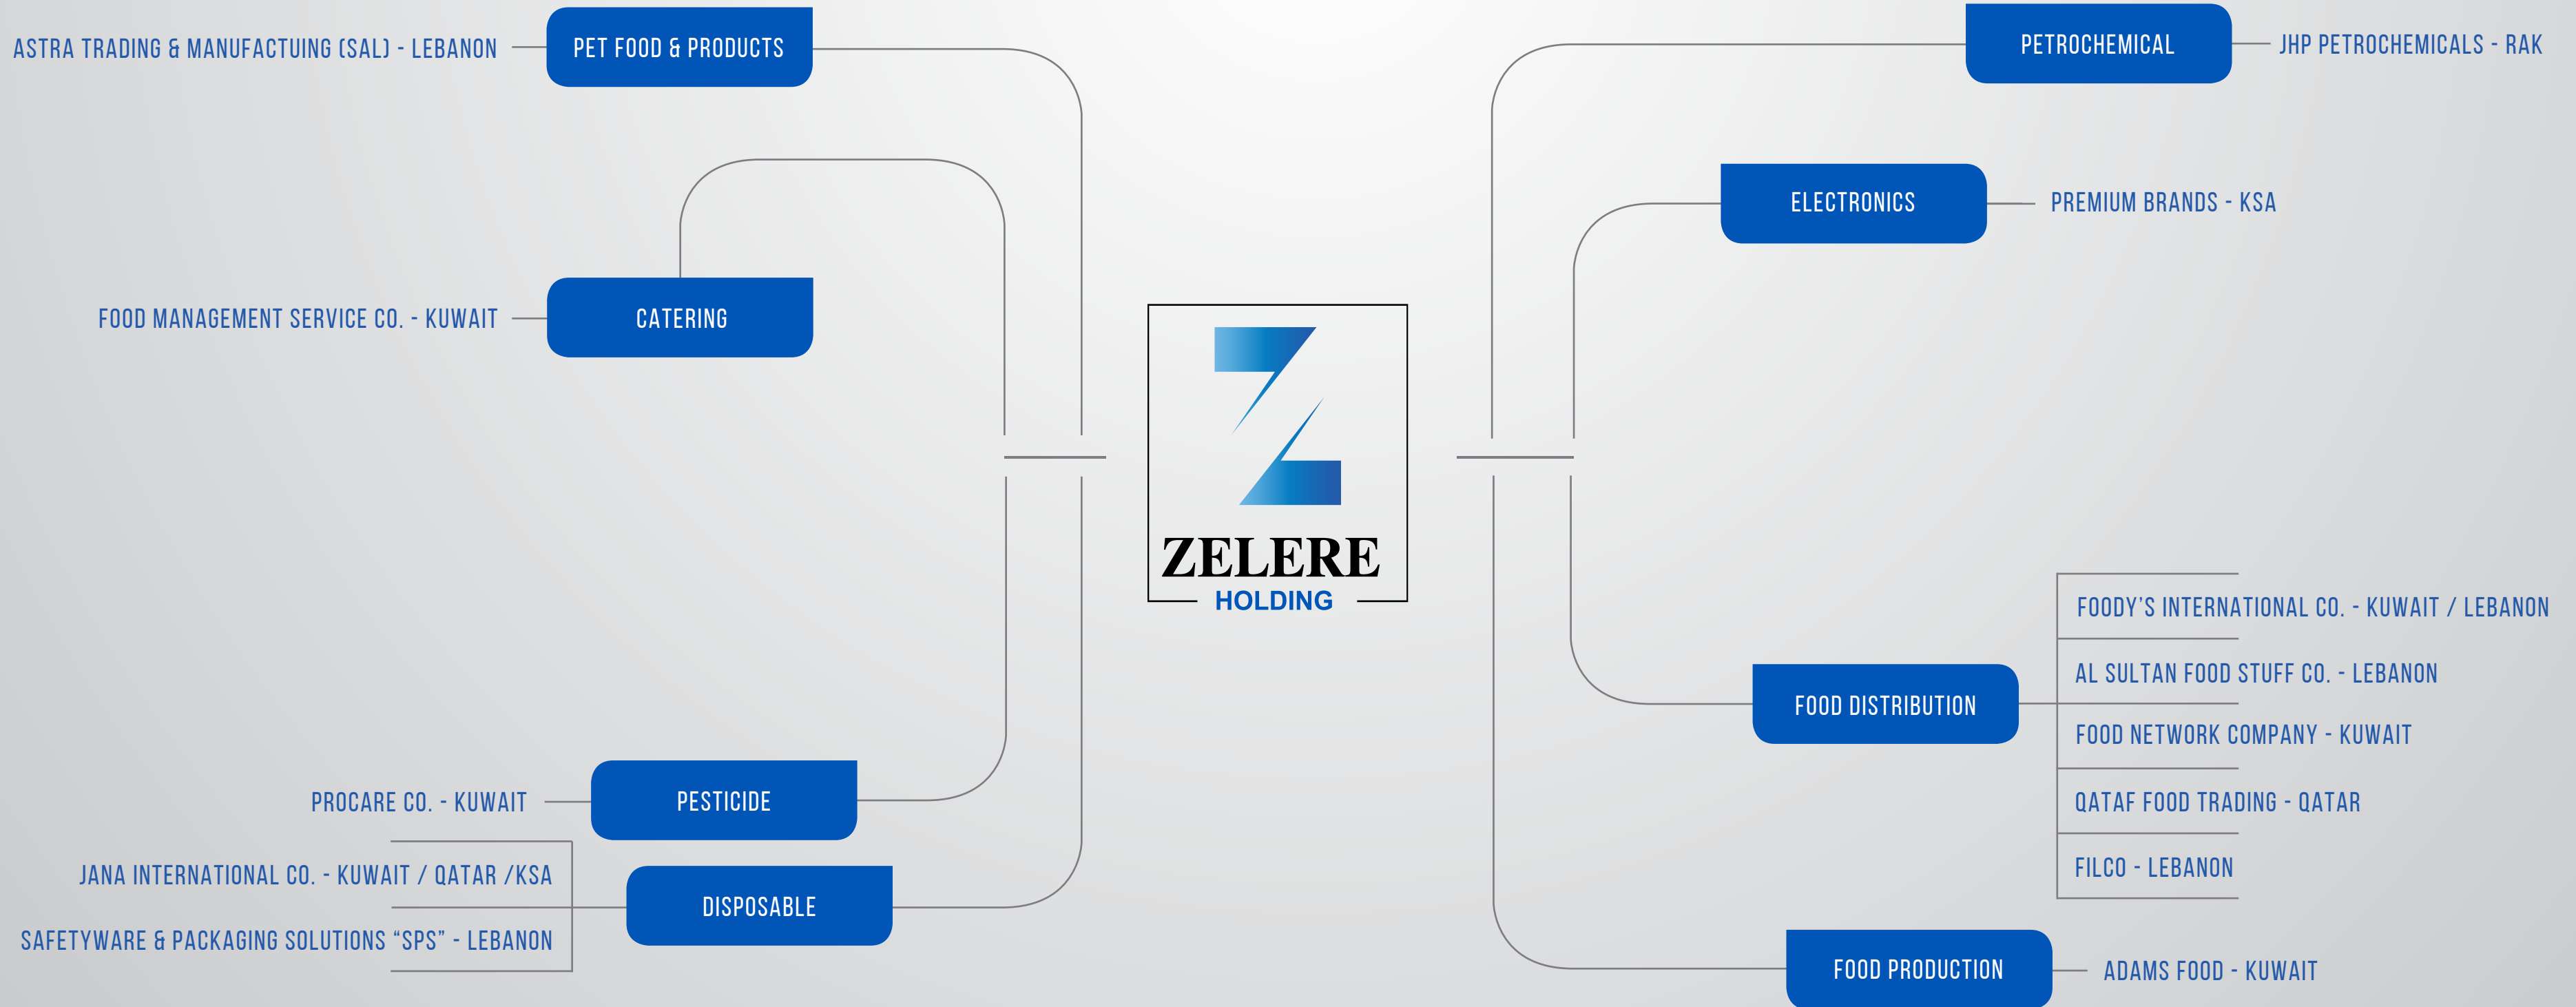 ASTRA TRADING & MANUFACTUING (SAL) - LEBANON
PET FOOD & PRODUCTS
FOOD MANAGEMENT SERVICE CO. - KUWAIT
CATERING
PROCARE CO. - KUWAIT
PESTICIDE
JANA INTERNATIONAL CO. - KUWAIT / QATAR /KSA
SAFETYWARE & PACKAGING SOLUTIONS “SPS” - LEBANON
DISPOSABLE
ZELERE
HOLDING
PETROCHEMICAL
JHP PETROCHEMICALS - RAK
ELECTRONICS
PREMIUM BRANDS - KSA
FOOD DISTRIBUTION
FOODY’S INTERNATIONAL CO. - KUWAIT / LEBANON
AL SULTAN FOOD STUFF CO. - LEBANON
FOOD NETWORK COMPANY - KUWAIT
QATAF FOOD TRADING - QATAR
FILCO - LEBANON
FOOD PRODUCTION
ADAMS FOOD - KUWAIT